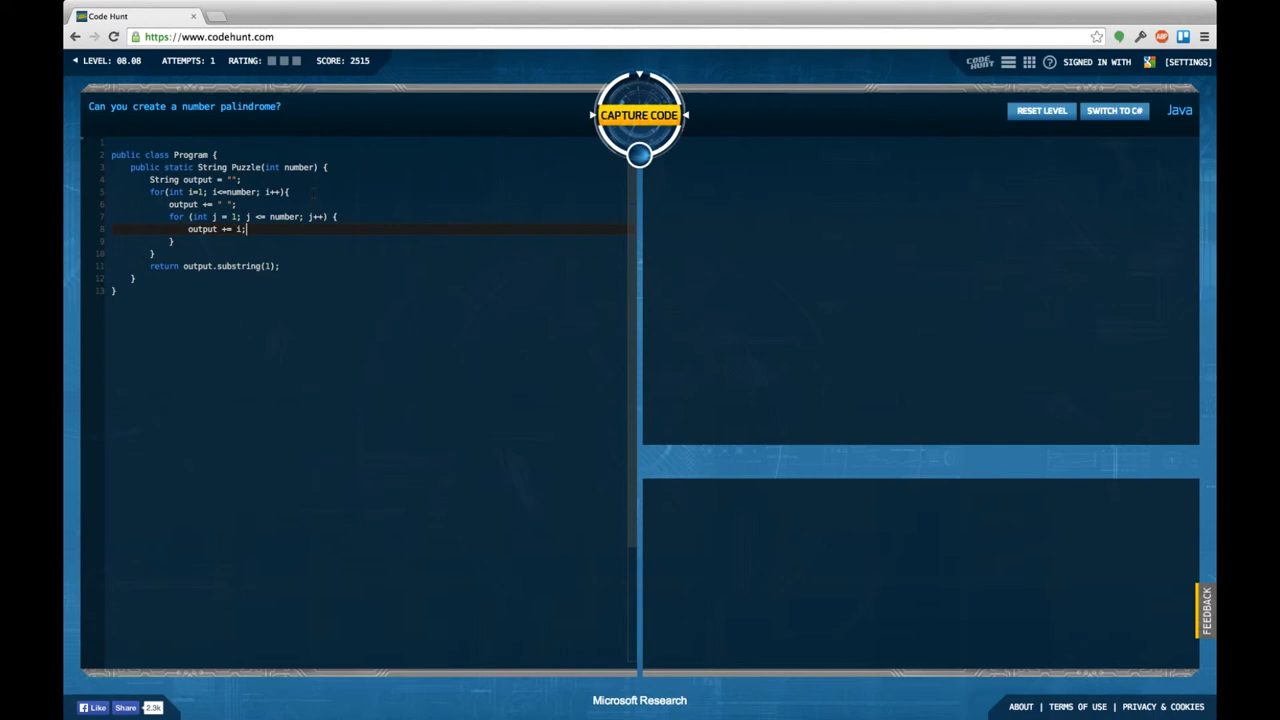 Code Hunt
https://www.codehunt.com
LEVEL: 08.08 ATTEMPTS: 1 RATING: SCORE: 2515
CODE HUNT SIGNED IN WITH [SETTINGS]
Can you create a number palindrome?
CAPTURE CODE
RESET LEVEL SWITCH TO C# Java
1
2 public class Program {
3 public static String Puzzle(int number) {
4 String output = "";
5 for(int i=1; i<=number; i++){
6 output += " ";
7 for (int j = 1; j <= number; j++) {
8 output += i;
9 }
10 }
11 return output.substring(1);
12 }
13 }
FEEDBACK
Microsoft Research
Like Share 2.3k
ABOUT | TERMS OF USE | PRIVACY & COOKIES
ABP